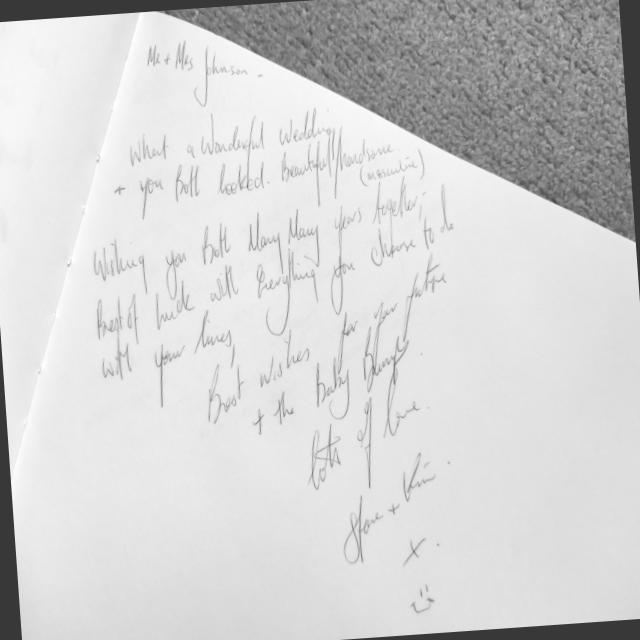 Mr + Mrs Johnson -
What a Wonderful Wedding
+ you Both looked. Beautiful/Handsome
(masculine)
Wishing you Both Many Many years together.
Best of luck with Everything you choose to do
with your lives,
Best wishes for your future
+ the Baby Bump.
Lots of love.
Steve + Kim.
x.